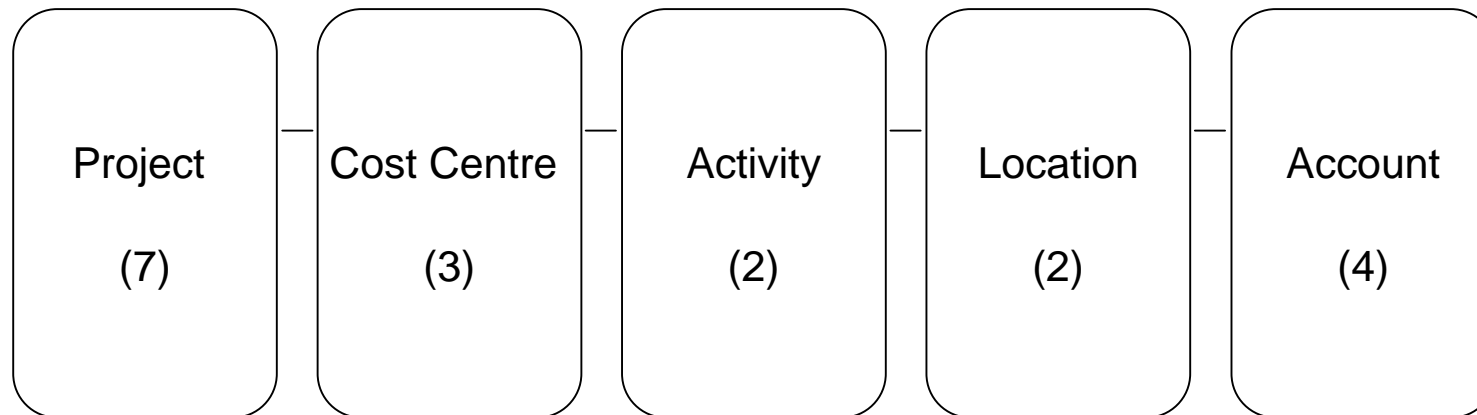 Project
(7)
Cost Centre
(3)
Activity
(2)
Location
(2)
Account
(4)